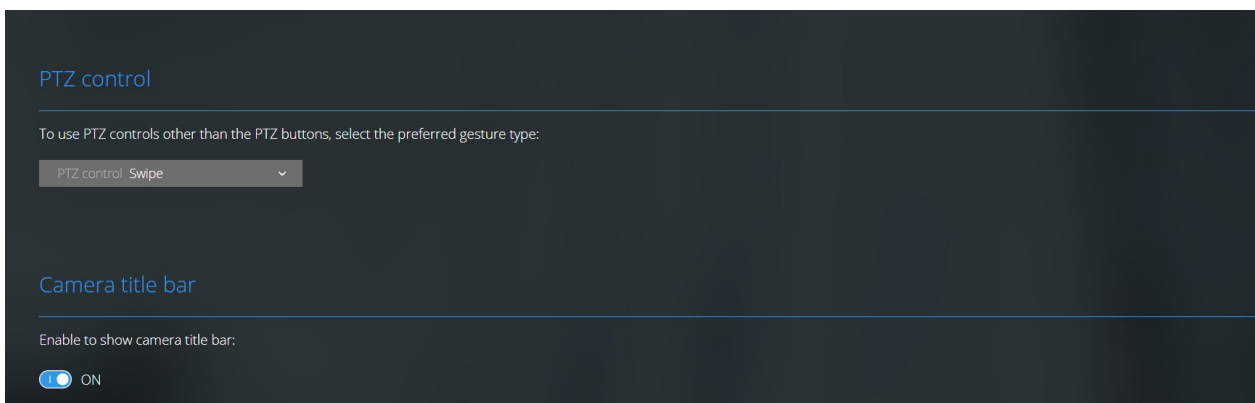 PTZ control
To use PTZ controls other than the PTZ buttons, select the preferred gesture type:
PTZ control Swipe
Camera title bar
Enable to show camera title bar:
ON